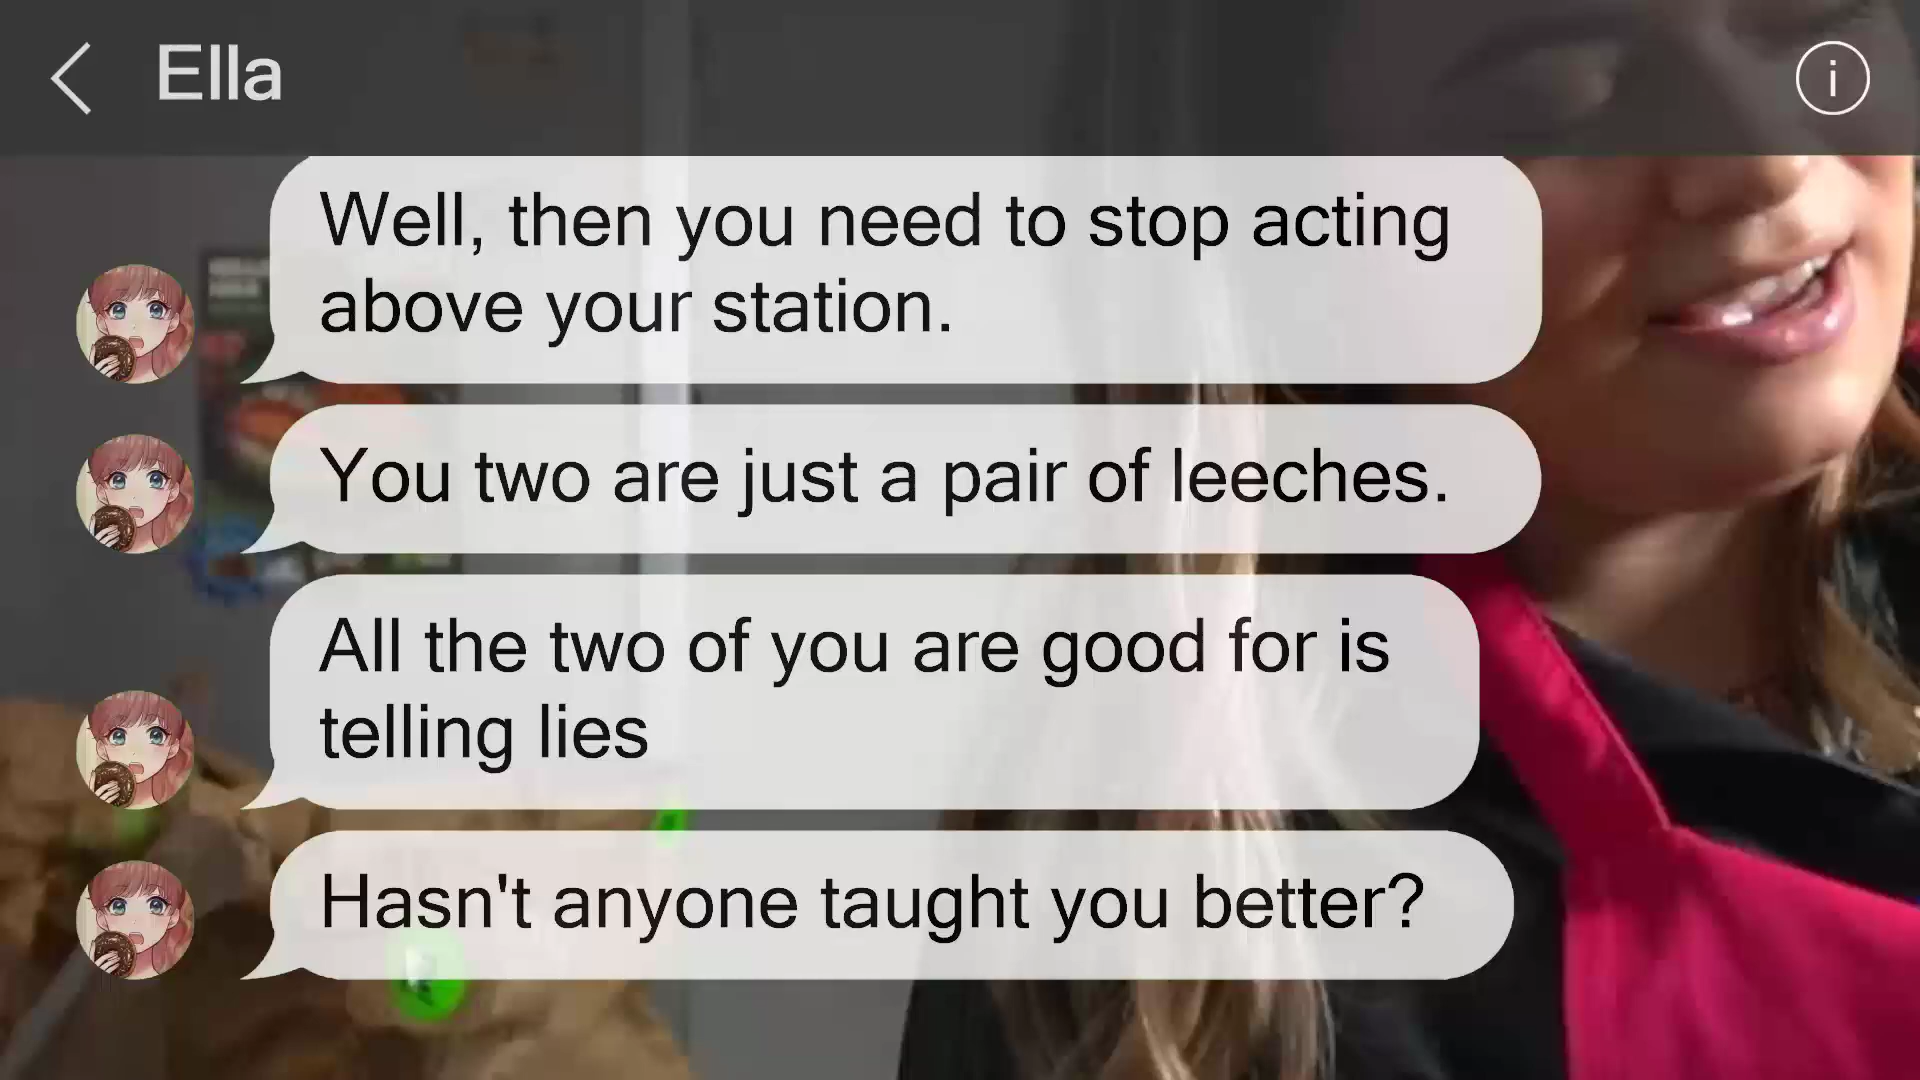 Ella
Well, then you need to stop acting
above your station.
You two are just a pair of leeches.
All the two of you are good for is
telling lies
Hasn't anyone taught you better?